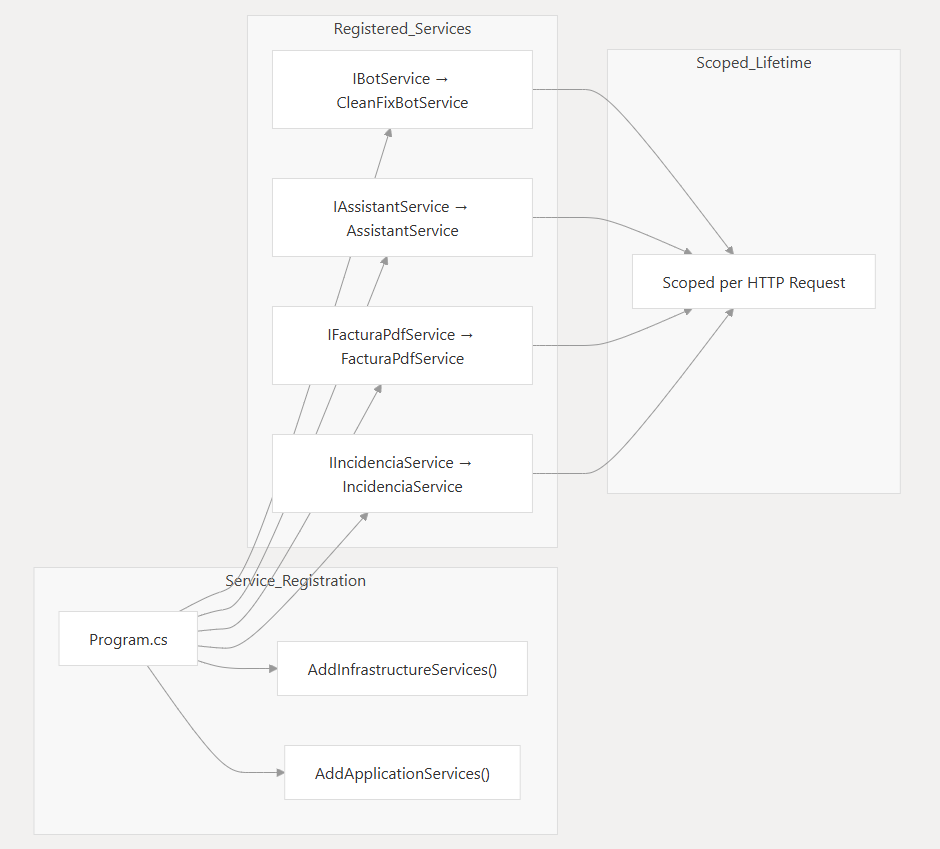 Registered_Services
IBotService →
CleanFixBotService
IAssistantService →
AssistantService
IFacturaPdfService →
FacturaPdfService
IIncidenciaService →
IncidenciaService
Scoped_Lifetime
Scoped per HTTP Request
Service_Registration
Program.cs
AddInfrastructureServices()
AddApplicationServices()